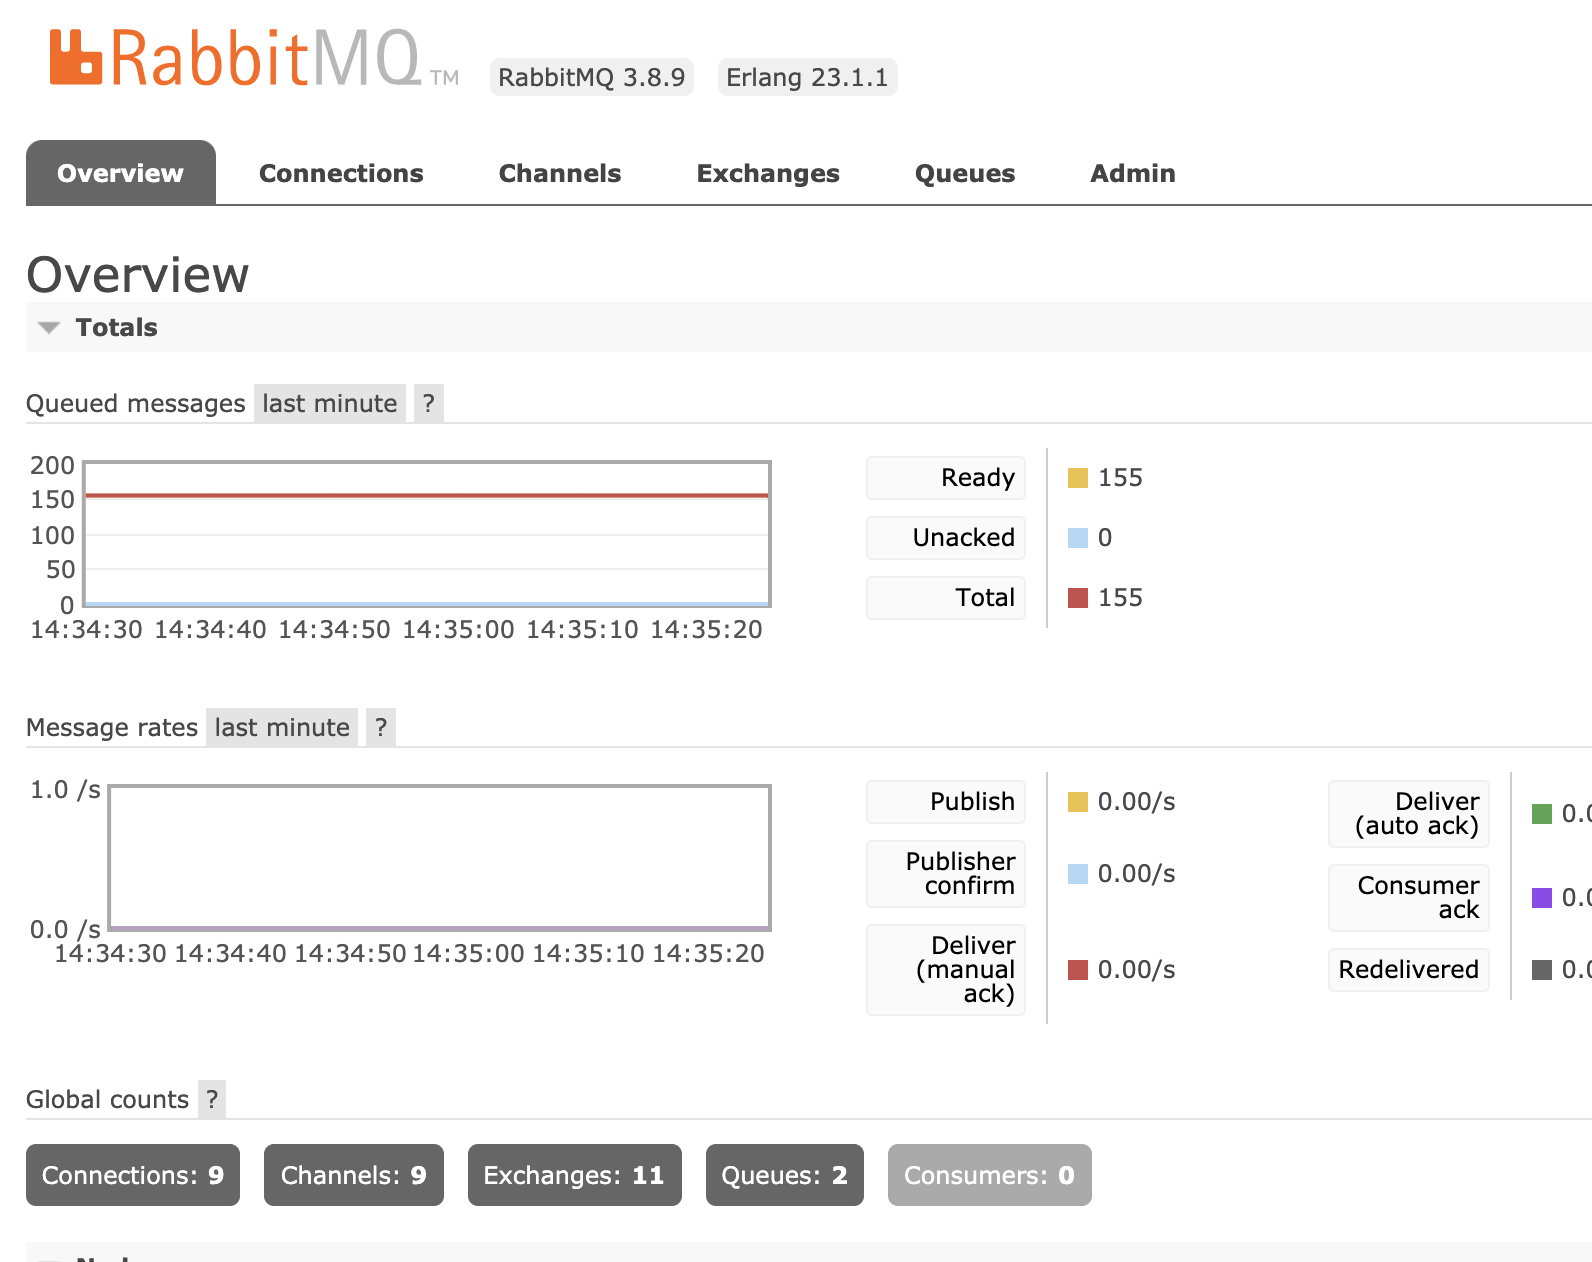 RabbitMQ TM RabbitMQ 3.8.9 Erlang 23.1.1
Overview Connections Channels Exchanges Queues Admin
Overview
Totals
Queued messages last minute ?
200
150
100
50
0
14:34:30 14:34:40 14:34:50 14:35:00 14:35:10 14:35:20
Ready 155
Unacked 0
Total 155
Message rates last minute ?
1.0 /s
0.0 /s
14:34:30 14:34:40 14:34:50 14:35:00 14:35:10 14:35:20
Publish 0.00/s
Publisher
confirm 0.00/s
Deliver
(manual
ack) 0.00/s
Deliver
(auto ack) 0.0
Consumer
ack 0.0
Redelivered 0.0
Global counts ?
Connections: 9 Channels: 9 Exchanges: 11 Queues: 2 Consumers: 0